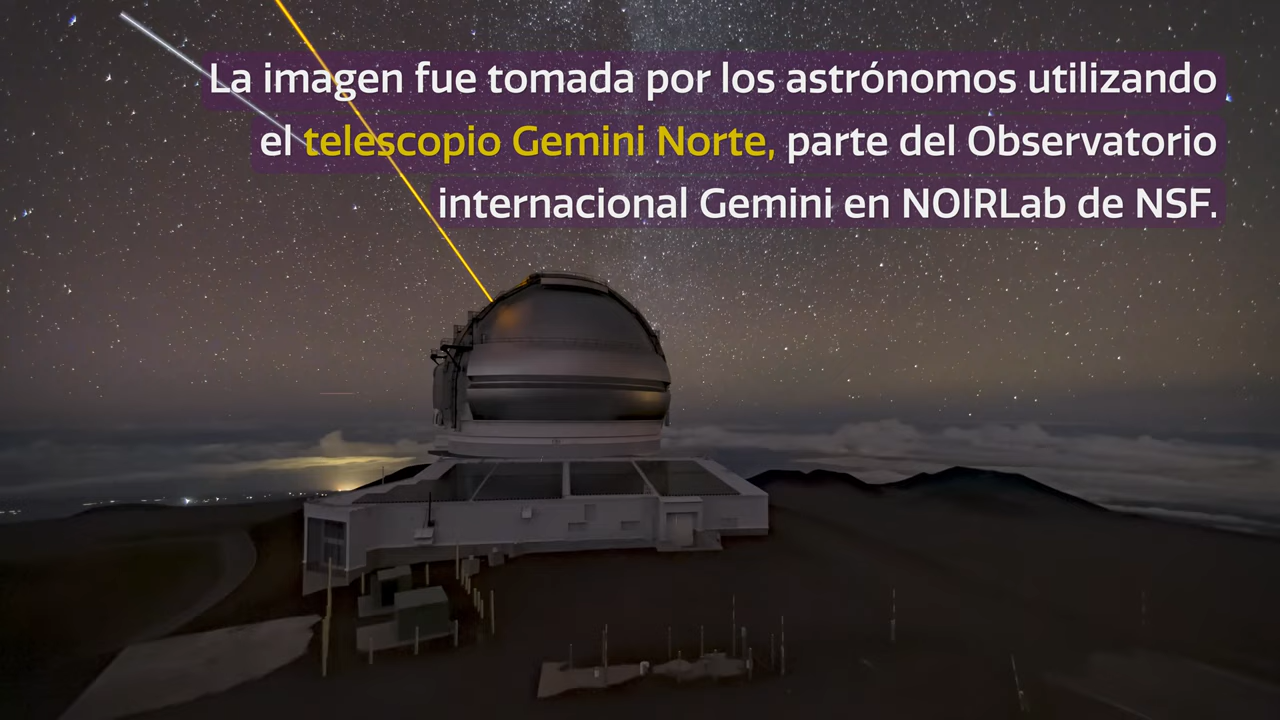 La imagen fue tomada por los astrónomos utilizando
el telescopio Gemini Norte, parte del Observatorio
internacional Gemini en NOIRLab de NSF.